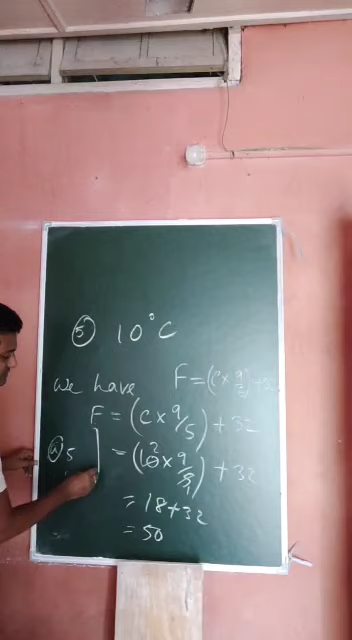 ⑤ 10°C
We have F=(C×9/5)+32
F = (C×9/5)+32
= (10×9/5)+32
= 18+32
= 50